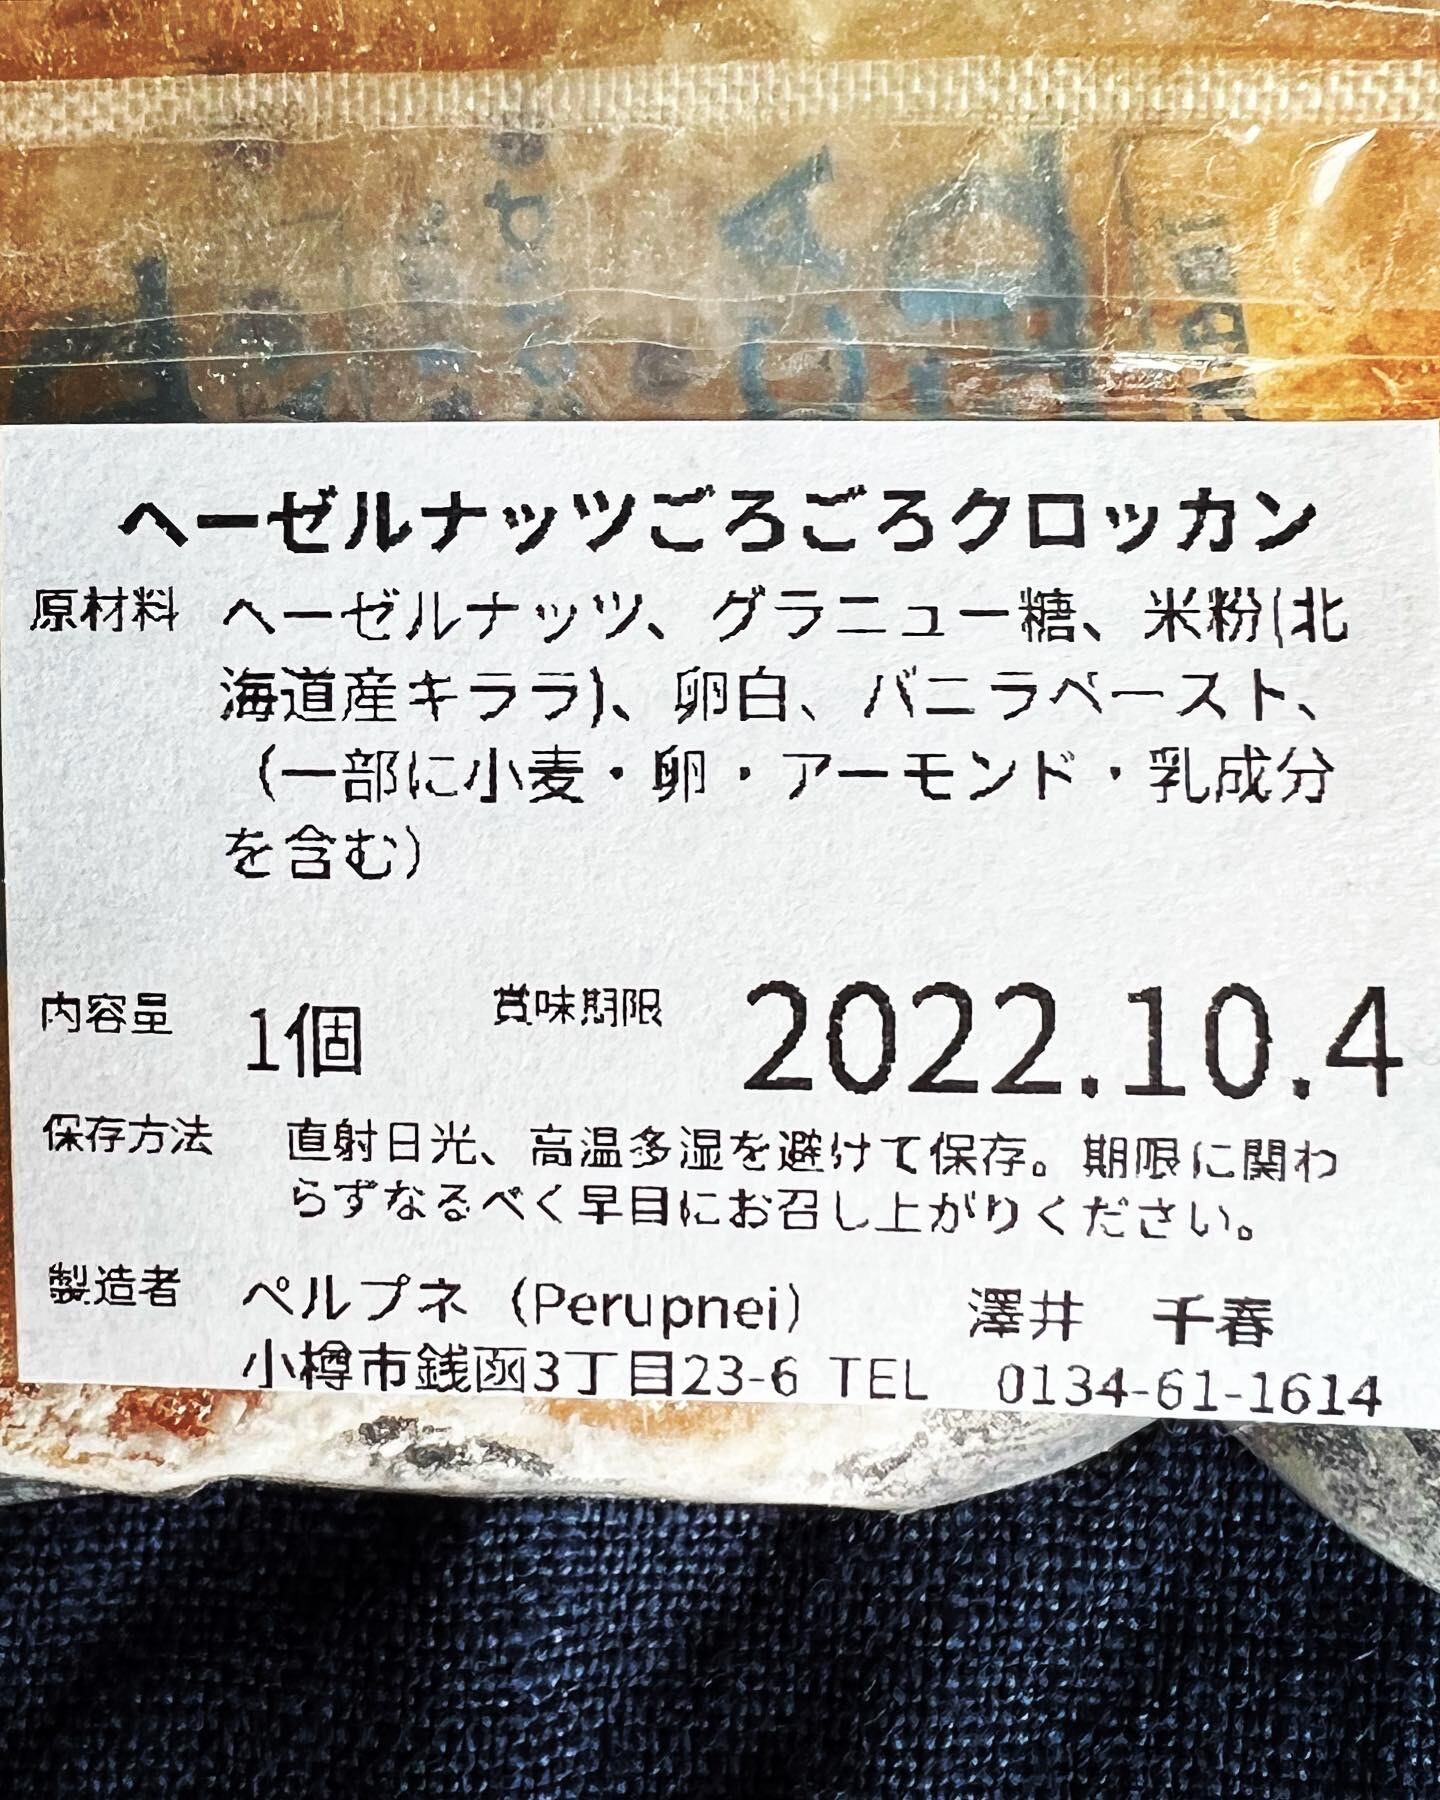 ヘーゼルナッツごろごろクロッカン
原材料 ヘーゼルナッツ、グラニュー糖、米粉(北
海道産キララ)、卵白、バニラペースト、
（一部に小麦・卵・アーモンド・乳成分
を含む）
内容量 1個 賞味期限 2022.10.4
保存方法 直射日光、高温多湿を避けて保存。期限に関わ
らずなるべく早目にお召し上がりください。
製造者 ペルプネ（Perupnei） 澤井 千春
小樽市銭函3丁目23-6 TEL 0134-61-1614